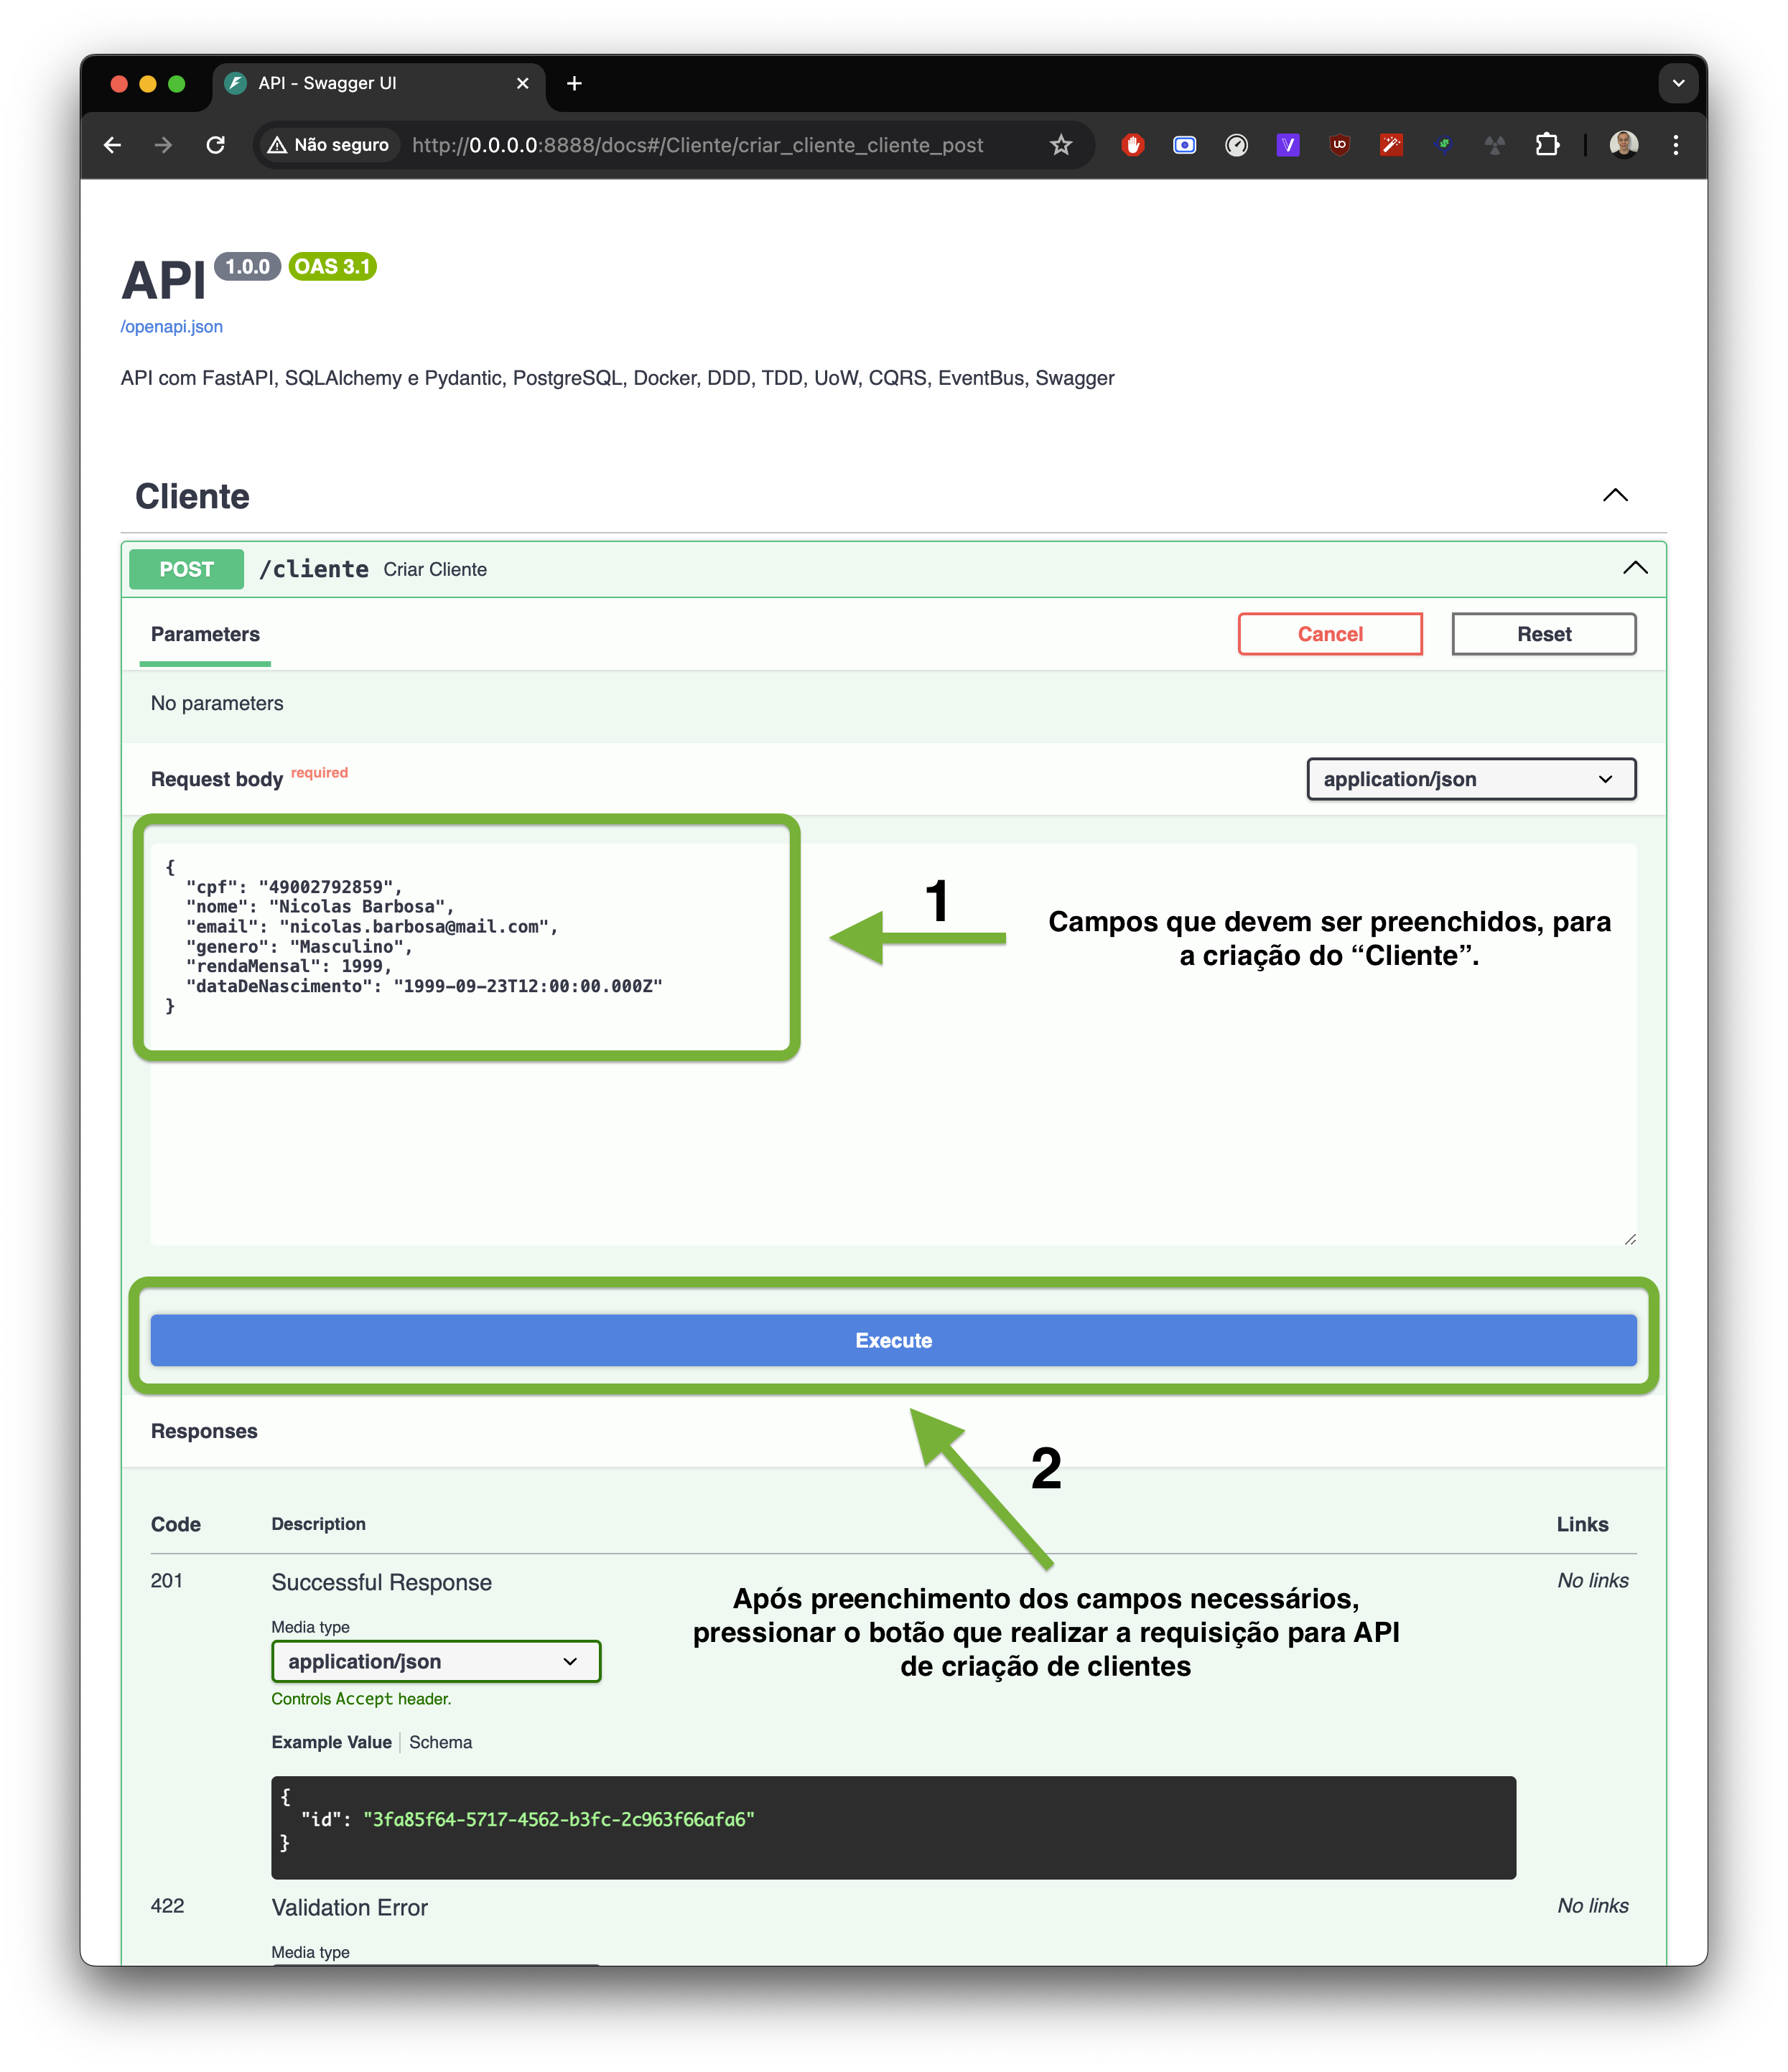 API - Swagger UI
Não seguro
http://0.0.0.0:8888/docs#/Cliente/criar_cliente_cliente_post
API 1.0.0 OAS 3.1
/openapi.json
API com FastAPI, SQLAlchemy e Pydantic, PostgreSQL, Docker, DDD, TDD, UoW, CQRS, EventBus, Swagger
Cliente
POST /cliente Criar Cliente
Parameters
Cancel
Reset
No parameters
Request body required
application/json
{
"cpf": "49002792859",
"nome": "Nicolas Barbosa",
"email": "nicolas.barbosa@mail.com",
"genero": "Masculino",
"rendaMensal": 1999,
"dataDeNascimento": "1999-09-23T12:00:00.000Z"
}
1
Campos que devem ser preenchidos, para
a criação do “Cliente”.
Execute
Responses
2
Code Description Links
201 Successful Response No links
Após preenchimento dos campos necessários,
pressionar o botão que realizar a requisição para API
de criação de clientes
Media type
application/json
Controls Accept header.
Example Value Schema
{
"id": "3fa85f64-5717-4562-b3fc-2c963f66afa6"
}
422 Validation Error No links
Media type